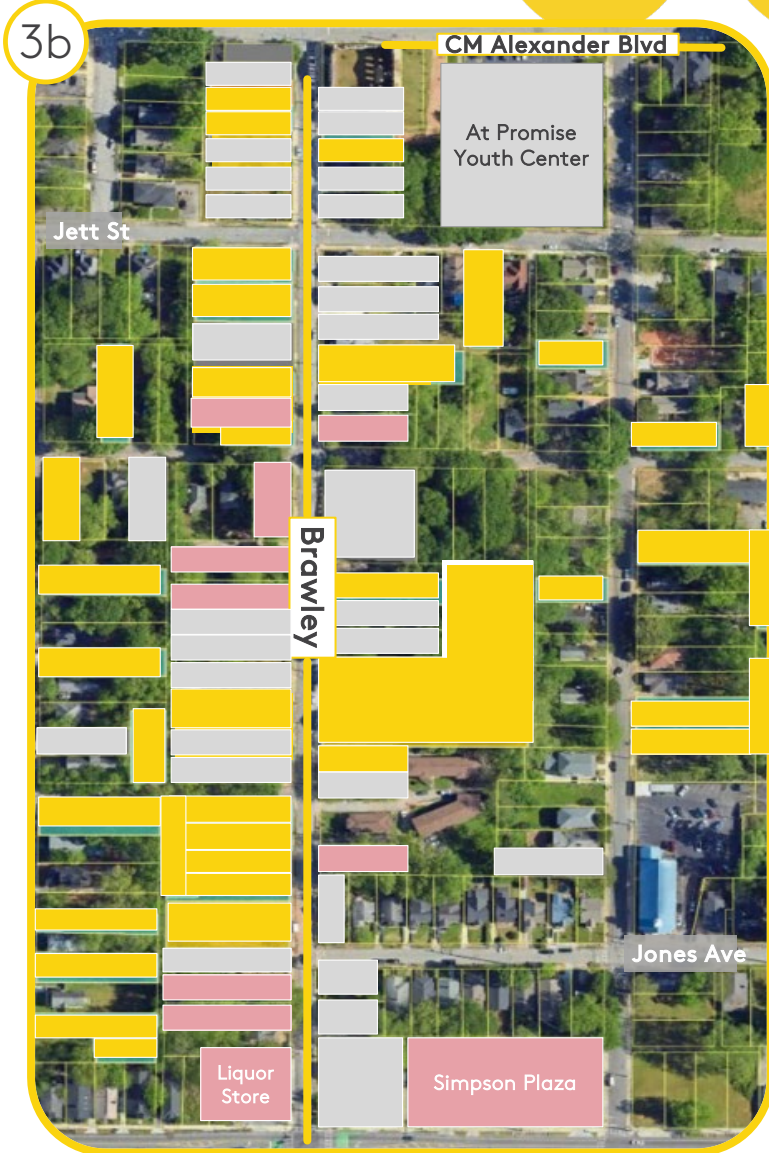 3b
CM Alexander Blvd
At Promise
Youth Center
Jett St
Brawley
Jones Ave
Liquor
Store
Simpson Plaza